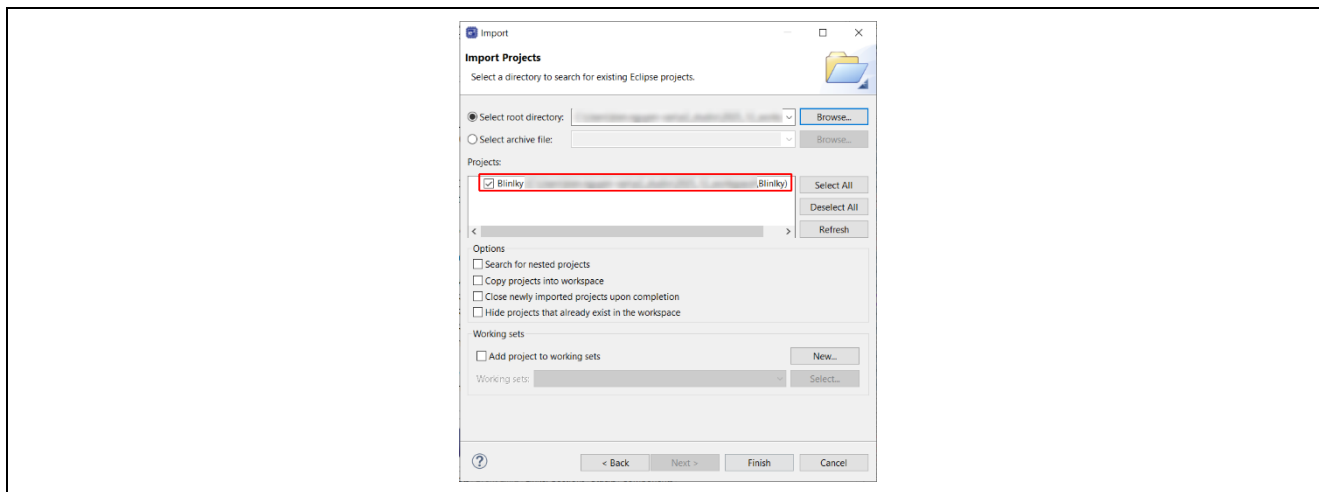 Import
Import Projects
Select a directory to search for existing Eclipse projects.
Select root directory:
Browse...
Select archive file:
Browse...
Projects:
Blinlky
,Blinlky)
Select All
Deselect All
Refresh
Options
Search for nested projects
Copy projects into workspace
Close newly imported projects upon completion
Hide projects that already exist in the workspace
Working sets
Add project to working sets
New...
Working sets:
Select...
< Back
Next >
Finish
Cancel